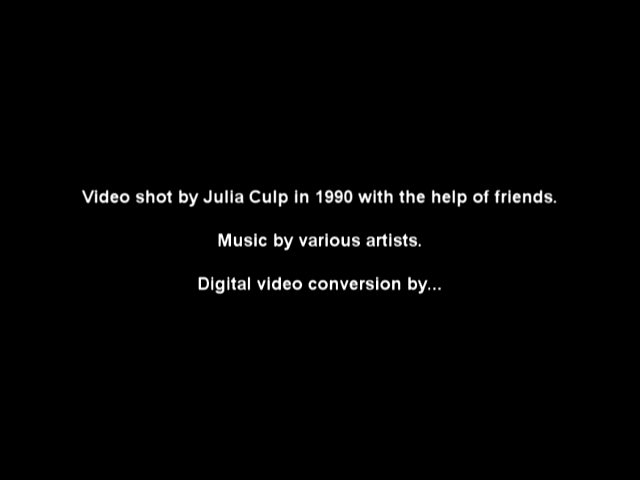 Video shot by Julia Culp in 1990 with the help of friends.
Music by various artists.
Digital video conversion by...